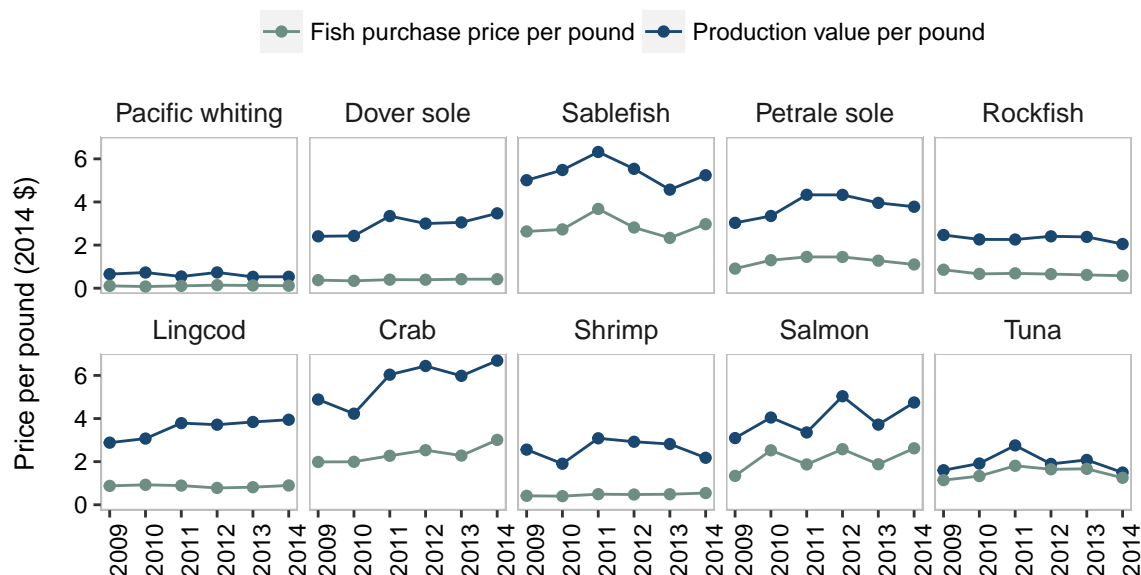 Fish purchase price per pound Production value per pound
Pacific whiting Dover sole Sablefish Petrale sole Rockfish
6
4
2
0
Price per pound (2014 $)
Lingcod Crab Shrimp Salmon Tuna
6
4
2
0
2009 2010 2011 2012 2013 2014 2009 2010 2011 2012 2013 2014 2009 2010 2011 2012 2013 2014 2009 2010 2011 2012 2013 2014 2009 2010 2011 2012 2013 2014